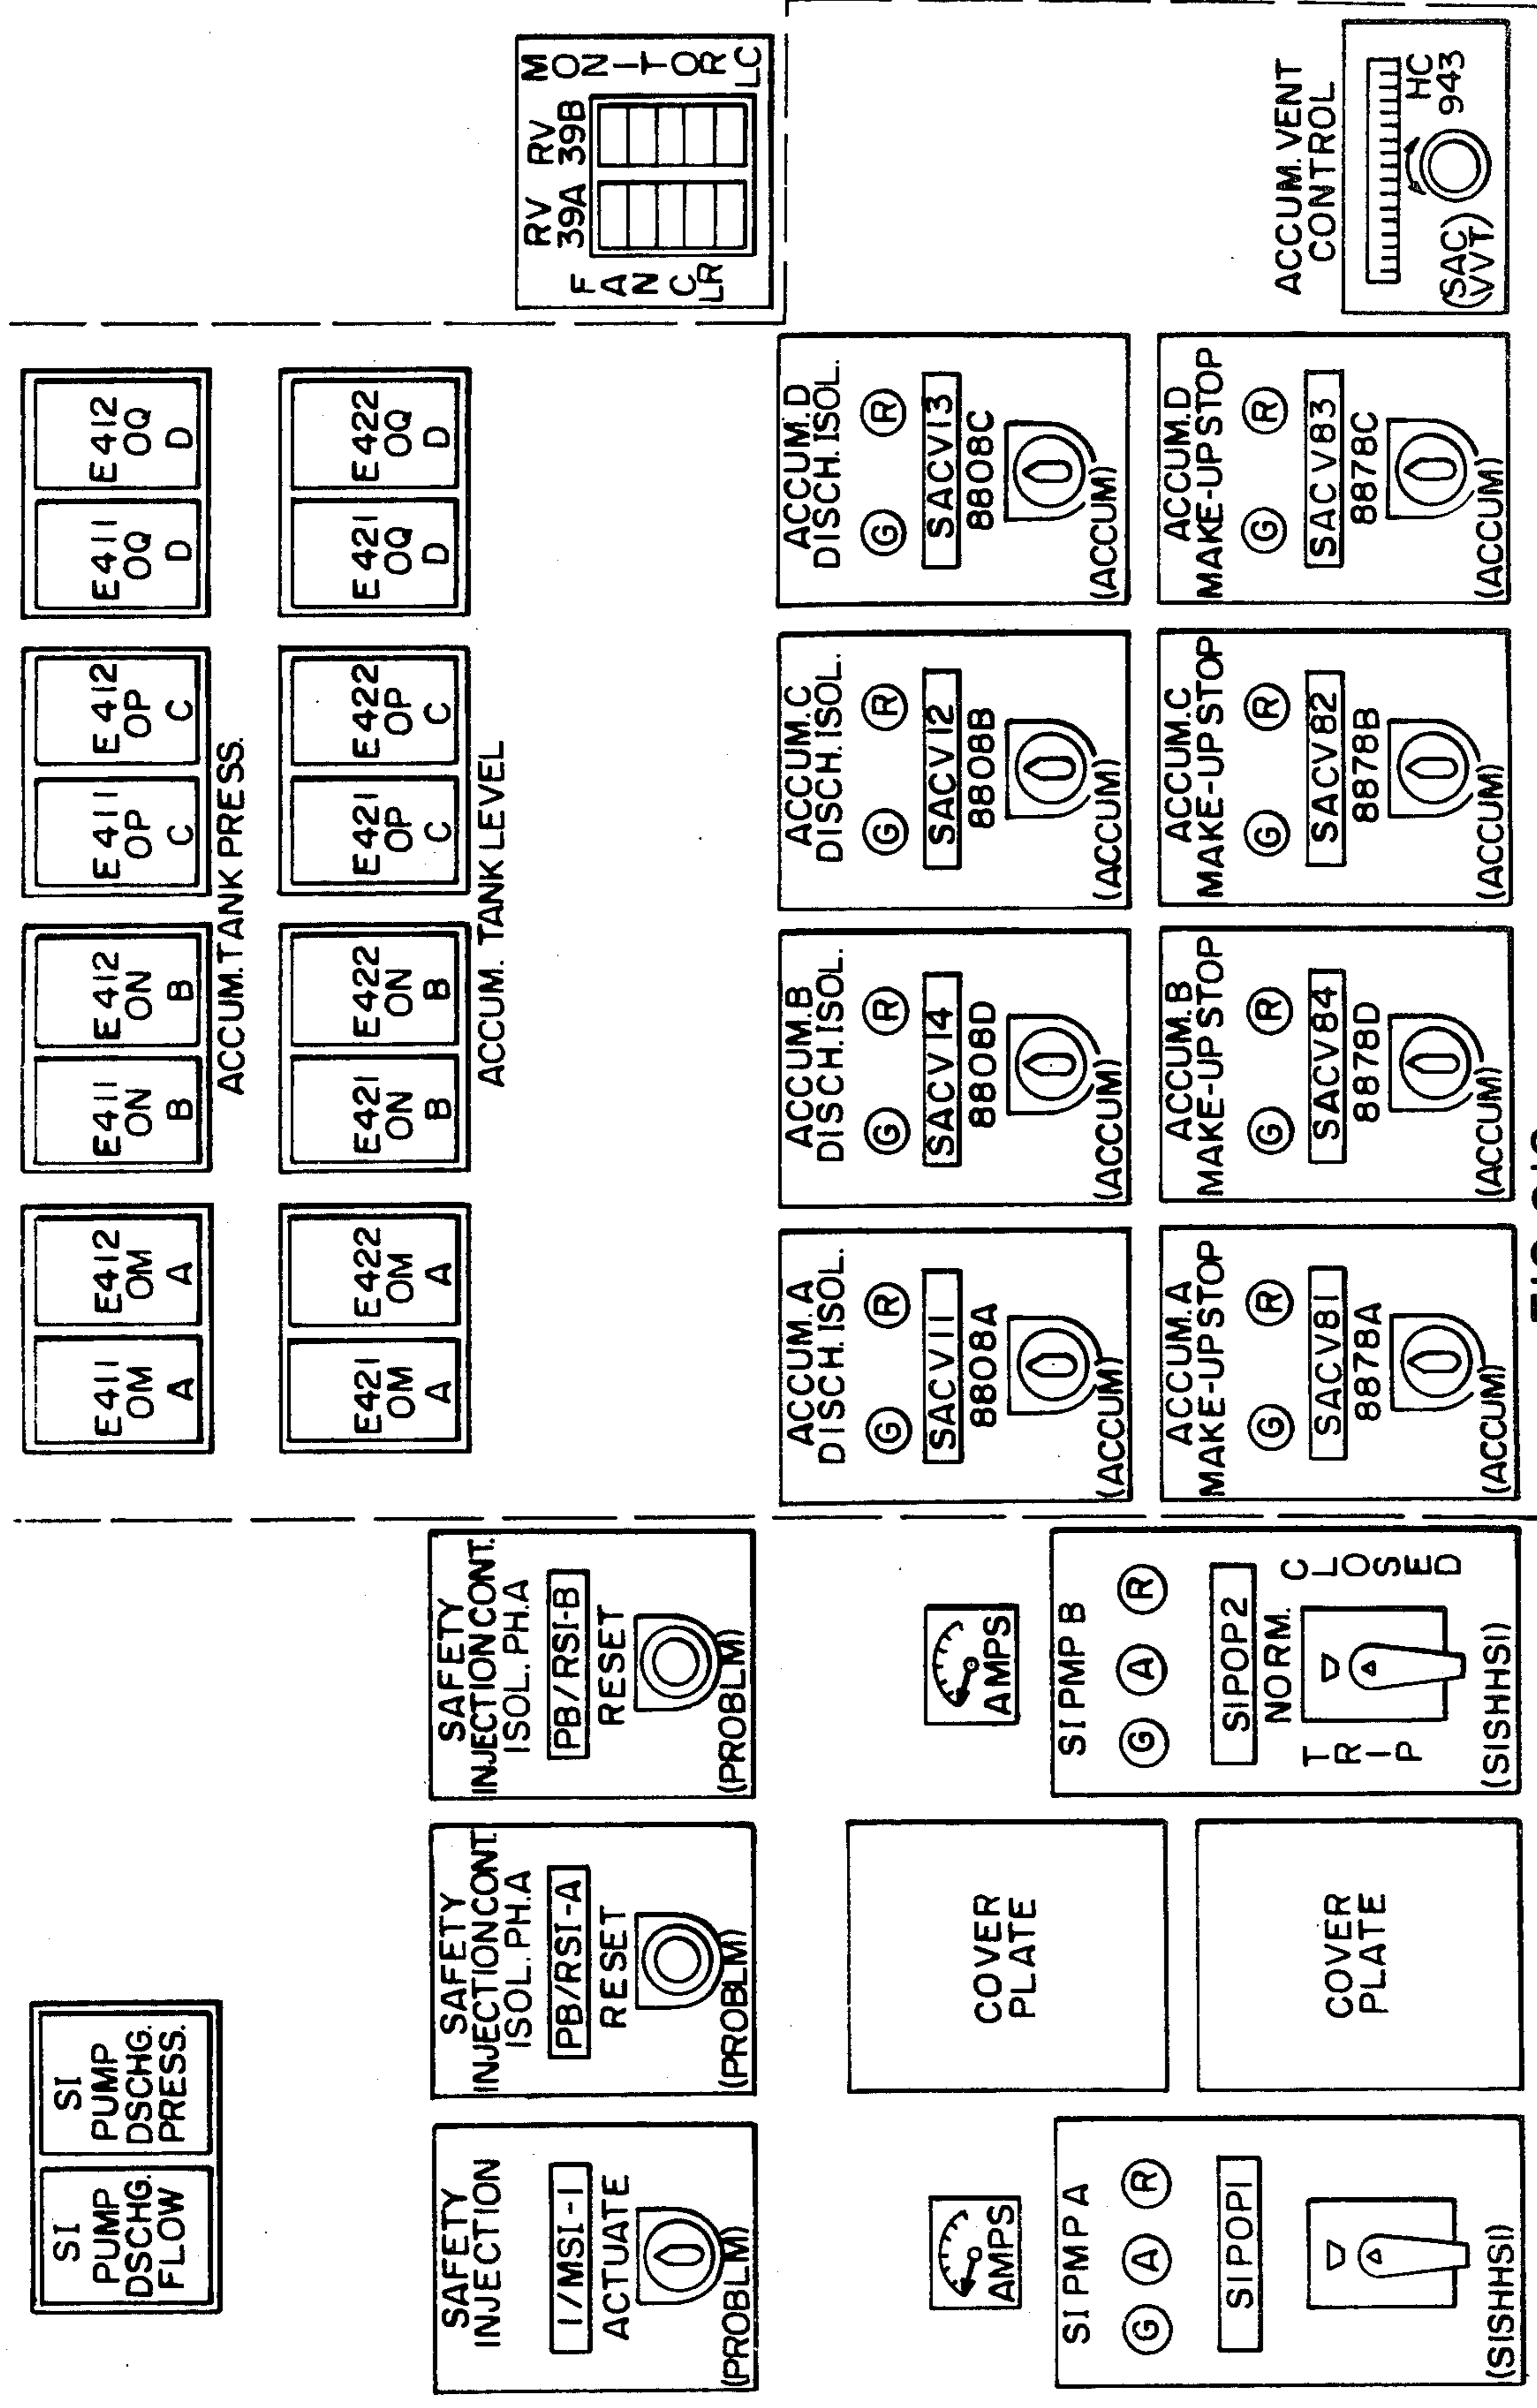 SI
PUMP
DSCHG.
FLOW
SI
PUMP
DSCHG.
PRESS.
E411
OM
A
E412
OM
A
E411
ON
B
E412
ON
B
E411
OP
C
E412
OP
C
E411
OQ
D
E412
OQ
D
ACCUM.TANK PRESS.
E421
OM
A
E422
OM
A
E421
ON
B
E422
ON
B
E421
OP
C
E422
OP
C
E421
OQ
D
E422
OQ
D
ACCUM. TANK LEVEL
SAFETY
INJECTION
1/MSI-1
ACTUATE
(PROBLM)
SAFETY
INJECTION CONT.
ISOL. PH.A
PB/RSI-A
RESET
(PROBLM)
SAFETY
INJECTION CONT.
ISOL. PH.A
PB/RSI-B
RESET
(PROBLM)
RV
39A
RV
39B
FAN CLR
MONITOR LC
ACCUM.A
DISCH.ISOL.
G R
SACV11
8808A
(ACCUM)
ACCUM.B
DISCH.ISOL.
G R
SACV14
8808D
(ACCUM)
ACCUM.C
DISCH.ISOL.
G R
SACV12
8808B
(ACCUM)
ACCUM.D
DISCH.ISOL.
G R
SACV13
8808C
(ACCUM)
AMPS
COVER
PLATE
AMPS
SI PMP A
G A R
SIPOP1
(SISHHSI)
COVER
PLATE
SI PMP B
G A R
SIPOP2
NORM.
TRIP
CLOSED
(SISHHSI)
ACCUM.A
MAKE-UP STOP
G R
SACV81
8878A
(ACCUM)
ACCUM.B
MAKE-UP STOP
G R
SACV84
8878D
(ACCUM)
ACCUM.C
MAKE-UP STOP
G R
SACV82
8878B
(ACCUM)
ACCUM.D
MAKE-UP STOP
G R
SACV83
8878C
(ACCUM)
ACCUM.VENT
CONTROL
(SAC
VVT)
HC
943